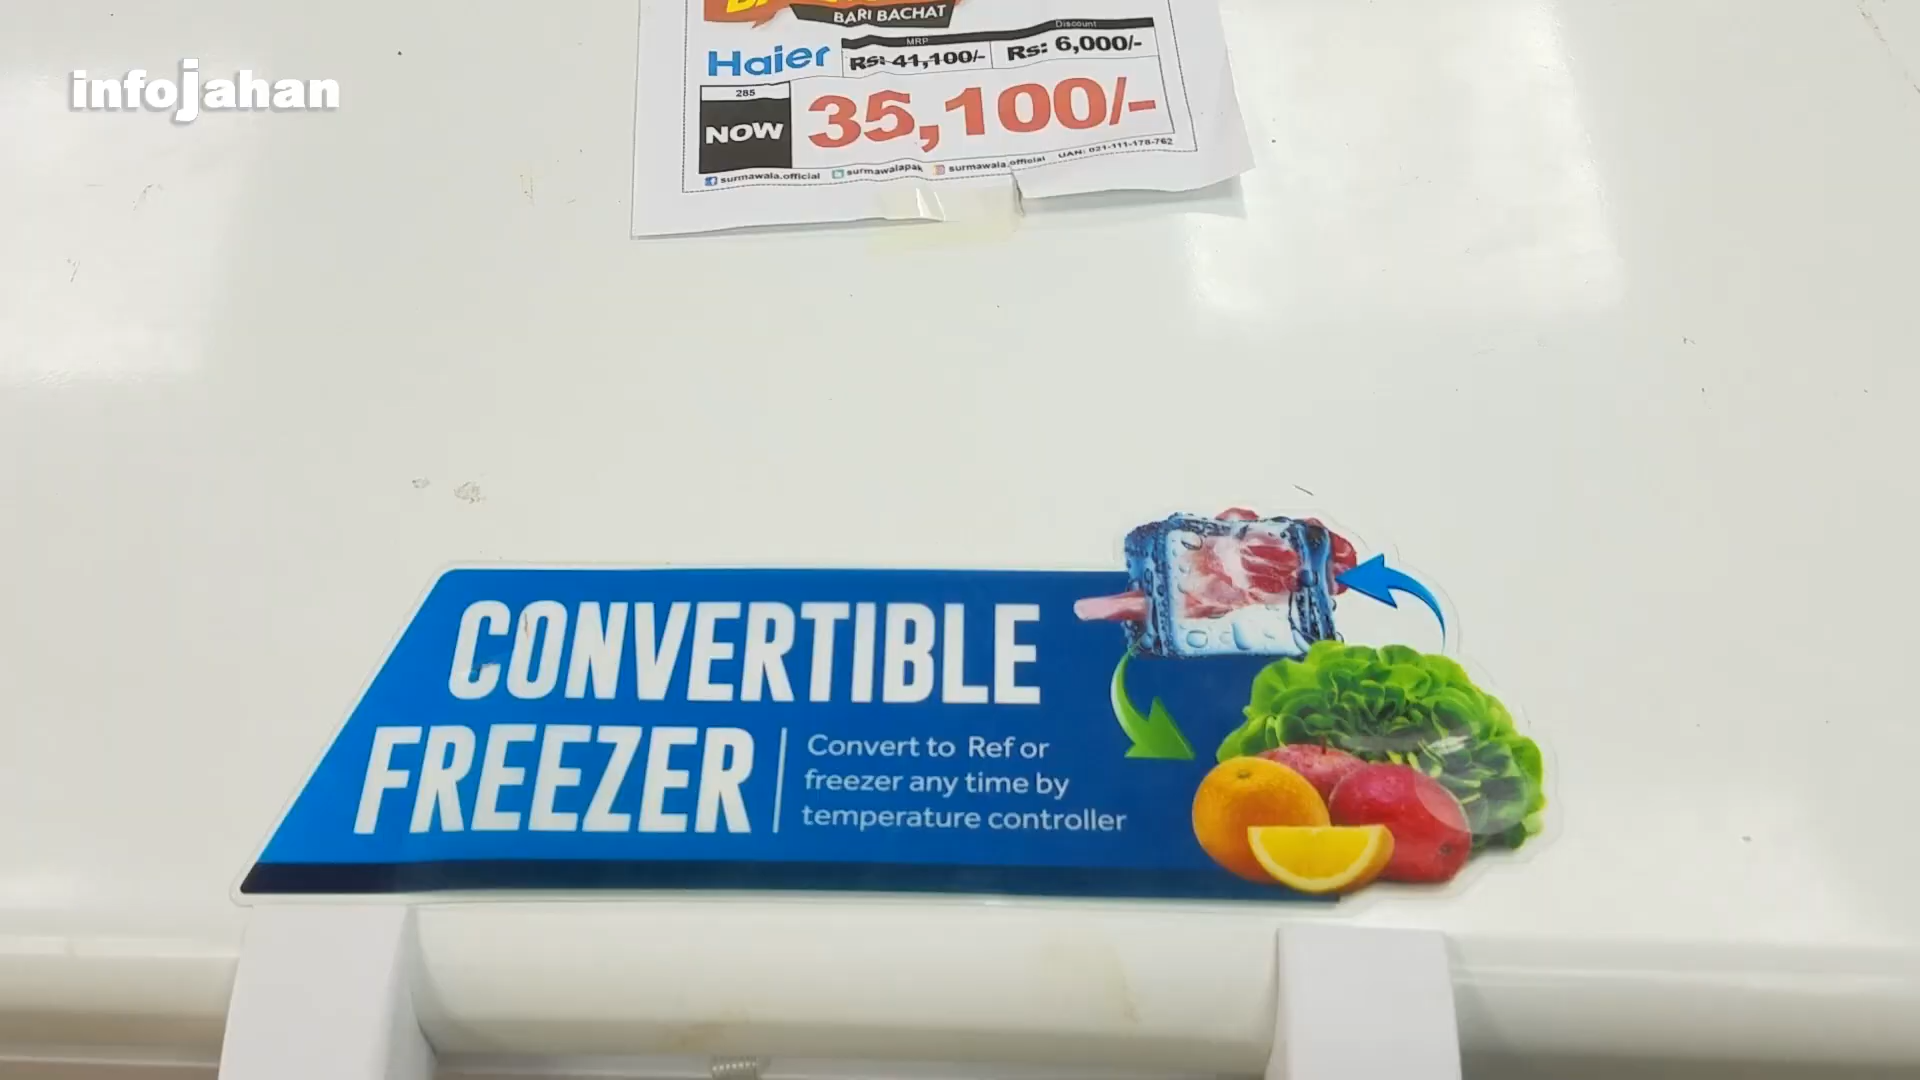 infojahan
BARI BACHAT
Haier
MRP
Rs: 41,100/-
Discount
Rs: 6,000/-
285
NOW
35,100/-
surmawala.official surmawalapak surmawala.official UAN: 021-111-178-762
CONVERTIBLE
FREEZER
Convert to Ref or
freezer any time by
temperature controller